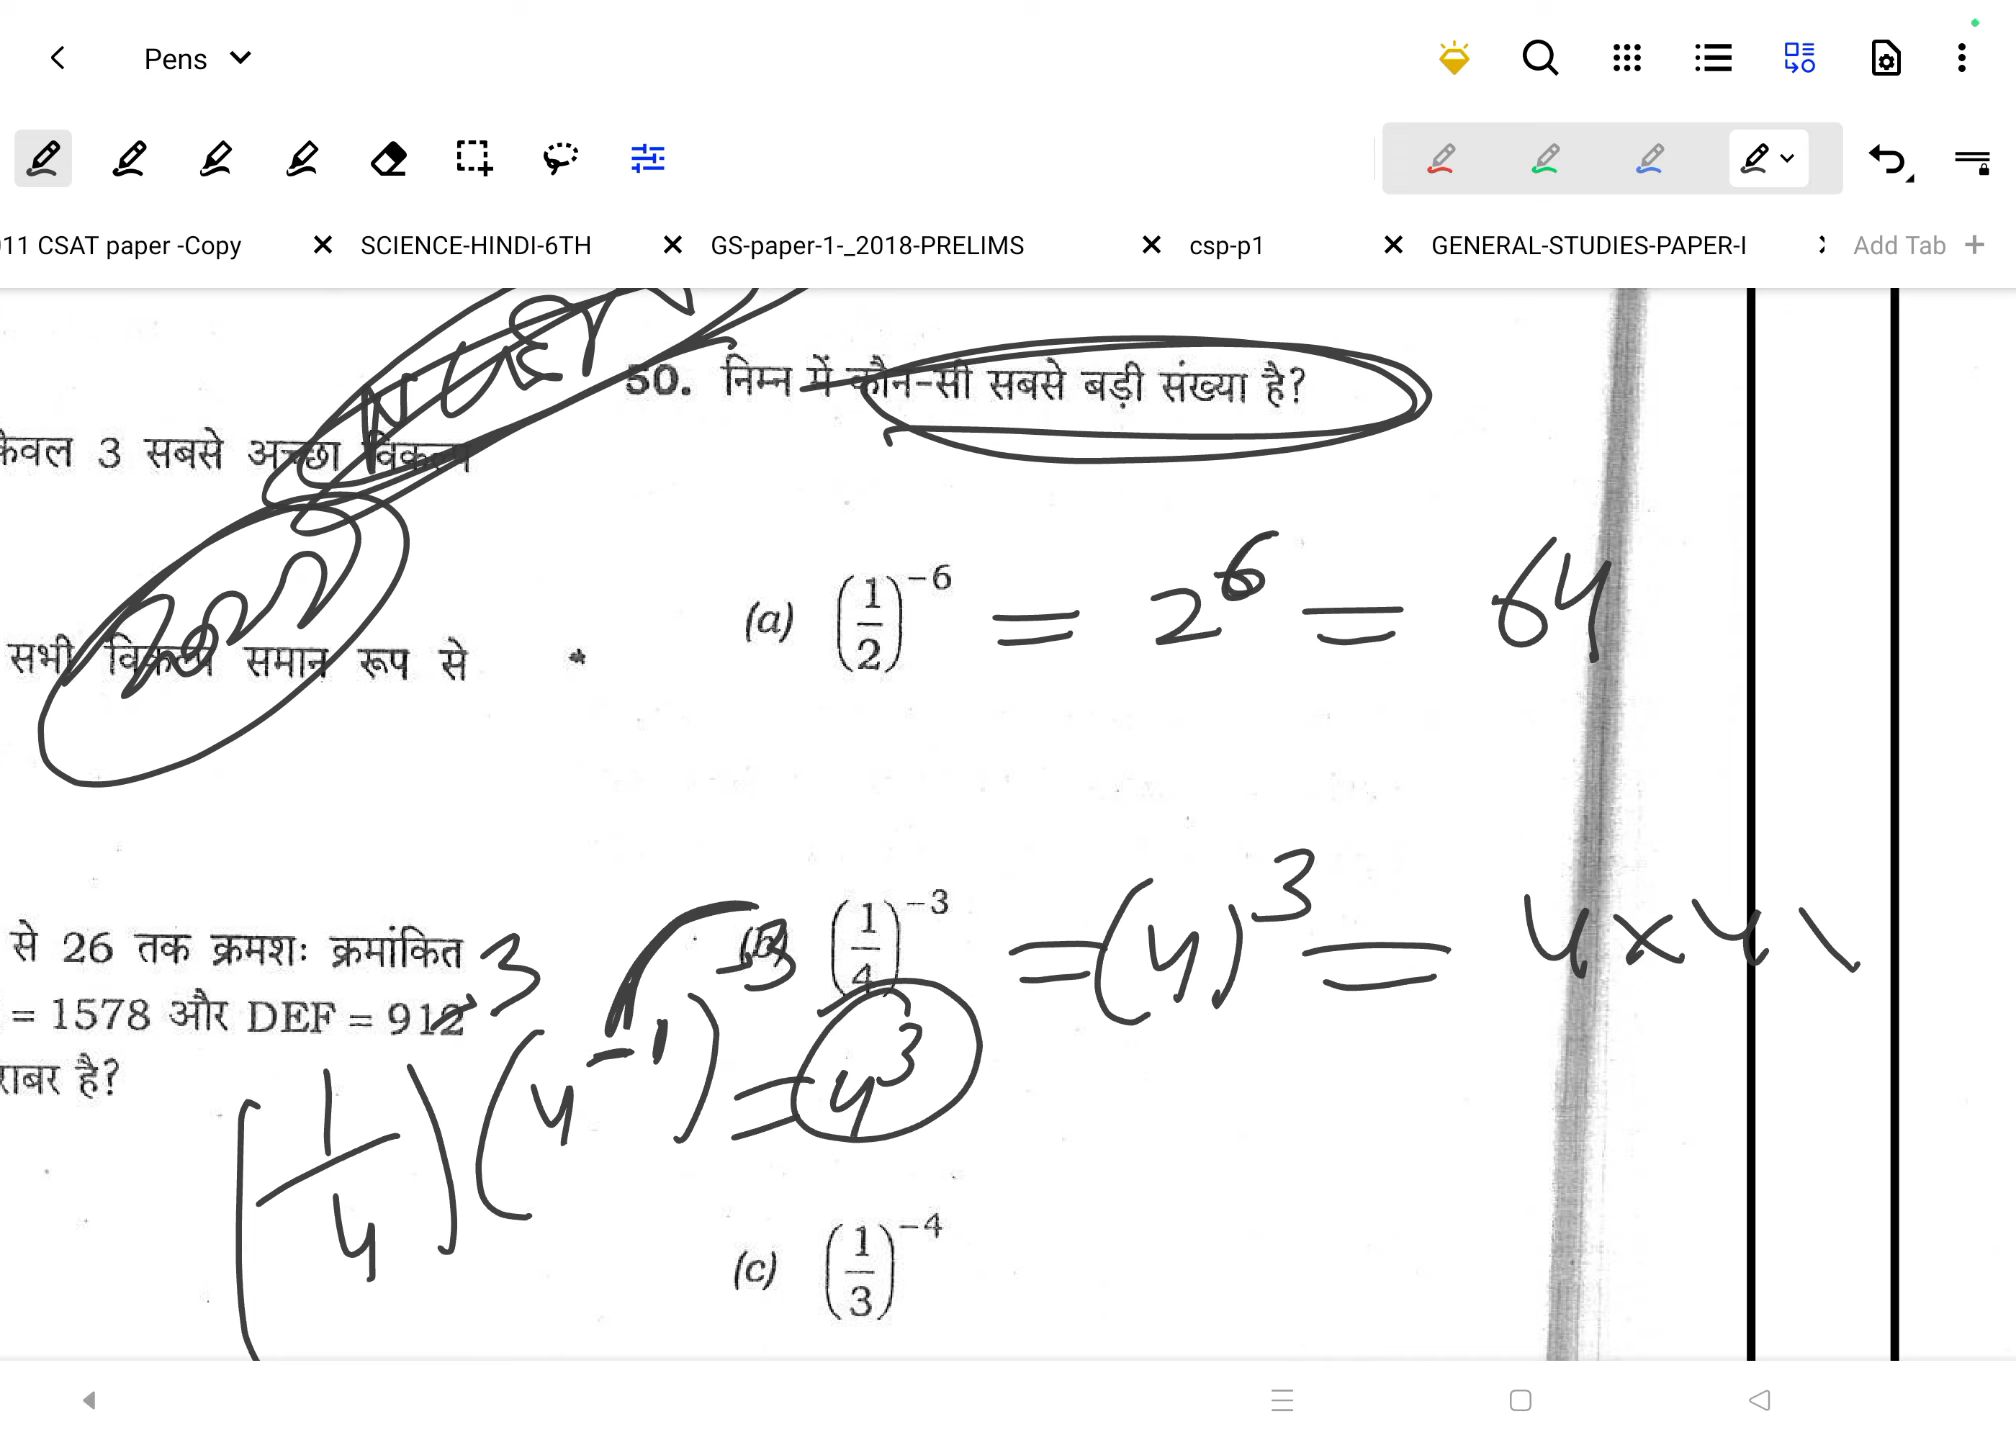 Pens
11 CSAT paper -Copy
SCIENCE-HINDI-6TH
GS-paper-1-_2018-PRELIMS
csp-p1
GENERAL-STUDIES-PAPER-I
Add Tab +
50. निम्न में कौन-सी सबसे बड़ी संख्या है?
केवल 3 सबसे अच्छा विकल्प
सभी विकल्प समान रूप से
(a) (1/2)^-6 = 2^6 = 64
(b) (1/4)^-3 = (4)^3 = 4 x 4
से 26 तक क्रमशः क्रमांकित
= 1578 और DEF = 912
राबर है?
(1/4)^-3 (4^-1)^-3 = 4^3
(c) (1/3)^-4